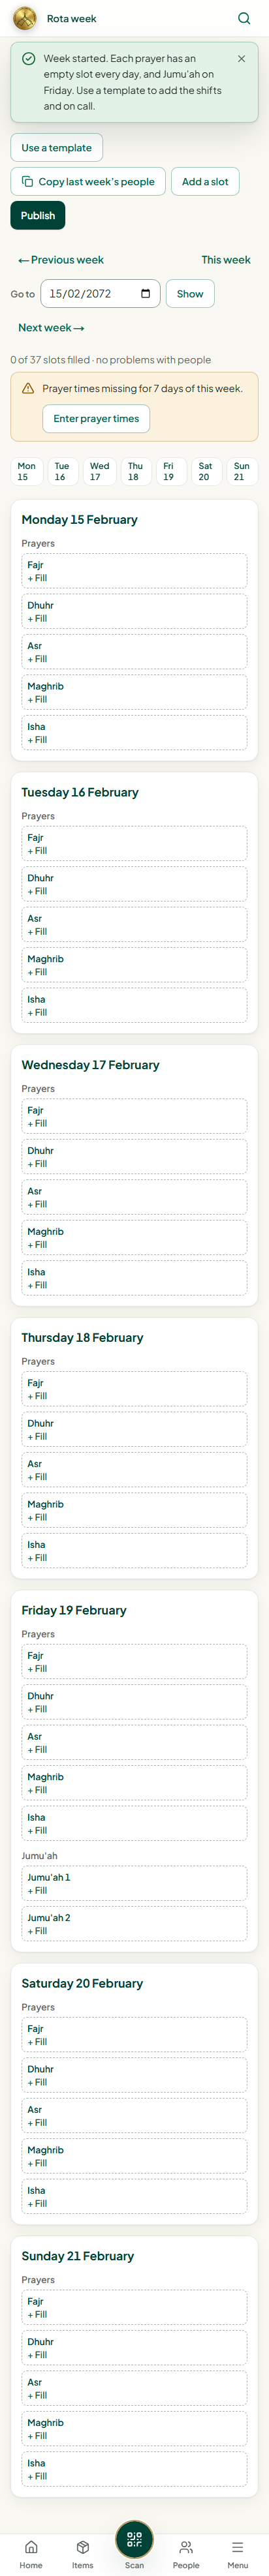 Rota week
Week started. Each prayer has an
empty slot every day, and Jumu'ah on
Friday. Use a template to add the shifts
and on call.
Use a template
Copy last week's people
Add a slot
Publish
← Previous week
This week
Go to
15/02/2072
Show
Next week →
0 of 37 slots filled · no problems with people
Prayer times missing for 7 days of this week.
Enter prayer times
Mon Tue Wed Thu Fri Sat Sun
15 16 17 18 19 20 21
Monday 15 February
Prayers
Fajr
+ Fill
Dhuhr
+ Fill
Asr
+ Fill
Maghrib
+ Fill
Isha
+ Fill
Tuesday 16 February
Prayers
Fajr
+ Fill
Dhuhr
+ Fill
Asr
+ Fill
Maghrib
+ Fill
Isha
+ Fill
Wednesday 17 February
Prayers
Fajr
+ Fill
Dhuhr
+ Fill
Asr
+ Fill
Maghrib
+ Fill
Isha
+ Fill
Thursday 18 February
Prayers
Fajr
+ Fill
Dhuhr
+ Fill
Asr
+ Fill
Maghrib
+ Fill
Isha
+ Fill
Friday 19 February
Prayers
Fajr
+ Fill
Dhuhr
+ Fill
Asr
+ Fill
Maghrib
+ Fill
Isha
+ Fill
Jumu'ah
Jumu'ah 1
+ Fill
Jumu'ah 2
+ Fill
Saturday 20 February
Prayers
Fajr
+ Fill
Dhuhr
+ Fill
Asr
+ Fill
Maghrib
+ Fill
Isha
+ Fill
Sunday 21 February
Prayers
Fajr
+ Fill
Dhuhr
+ Fill
Asr
+ Fill
Maghrib
+ Fill
Isha
+ Fill
Home Items Scan People Menu